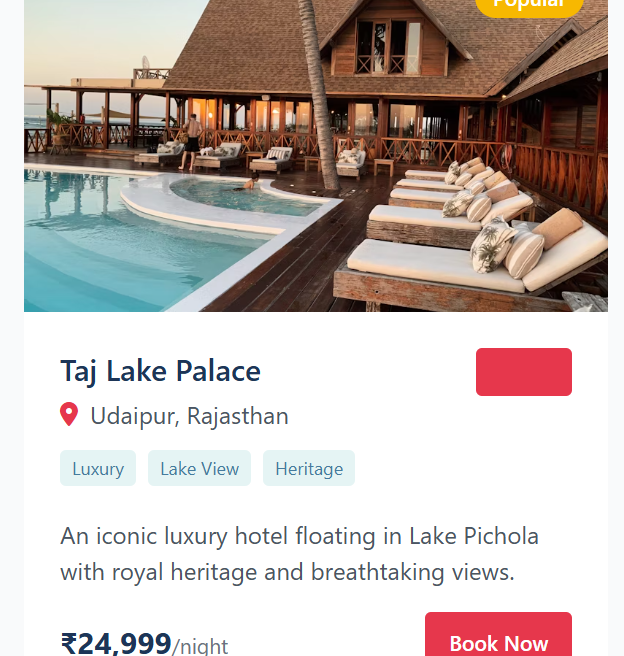 Popular
Taj Lake Palace
Udaipur, Rajasthan
Luxury
Lake View
Heritage
An iconic luxury hotel floating in Lake Pichola
with royal heritage and breathtaking views.
₹24,999/night
Book Now